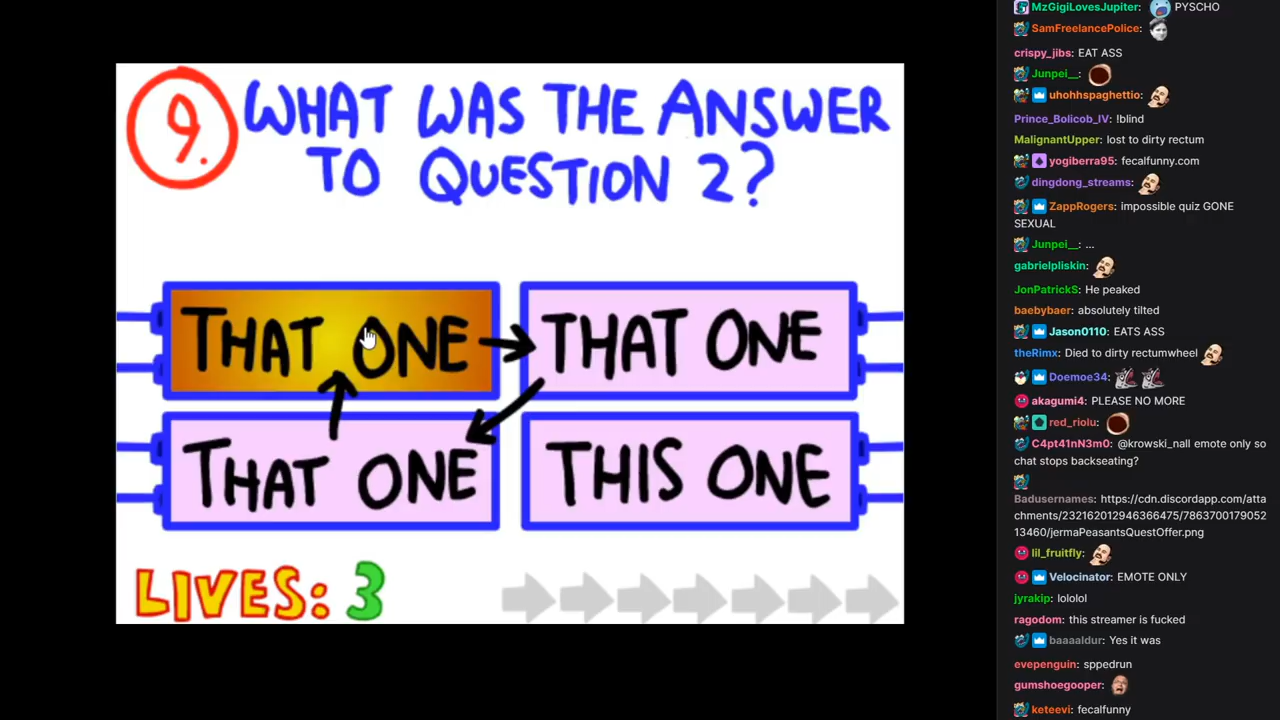 9. WHAT WAS THE ANSWER
TO QUESTION 2?
THAT ONE
THAT ONE
THAT ONE
THIS ONE
LIVES: 3
MzGigiLovesJupiter: PYSCHO
SamFreelancePolice:
crispy_jibs: EAT ASS
Junpei__:
uhohhspaghettio:
Prince_Bolicob_IV: !blind
MalignantUpper: lost to dirty rectum
yogiberra95: fecalfunny.com
dingdong_streams:
ZappRogers: impossible quiz GONE
SEXUAL
Junpei__: ...
gabrielpliskin:
JonPatrickS: He peaked
baebybaer: absolutely tilted
Jason0110: EATS ASS
theRimx: Died to dirty rectumwheel
Doemoe34:
akagumi4: PLEASE NO MORE
red_riolu:
C4pt41nN3m0: @krowski_nall emote only so
chat stops backseating?
Badusernames: https://cdn.discordapp.com/atta
chments/232162012946366475/7863700179052
13460/jermaPeasantsQuestOffer.png
lil_fruitfly:
Velocinator: EMOTE ONLY
jyrakip: lololol
ragodom: this streamer is fucked
baaaaldur: Yes it was
evepenguin: sppedrun
gumshoegooper:
keteevi: fecalfunny